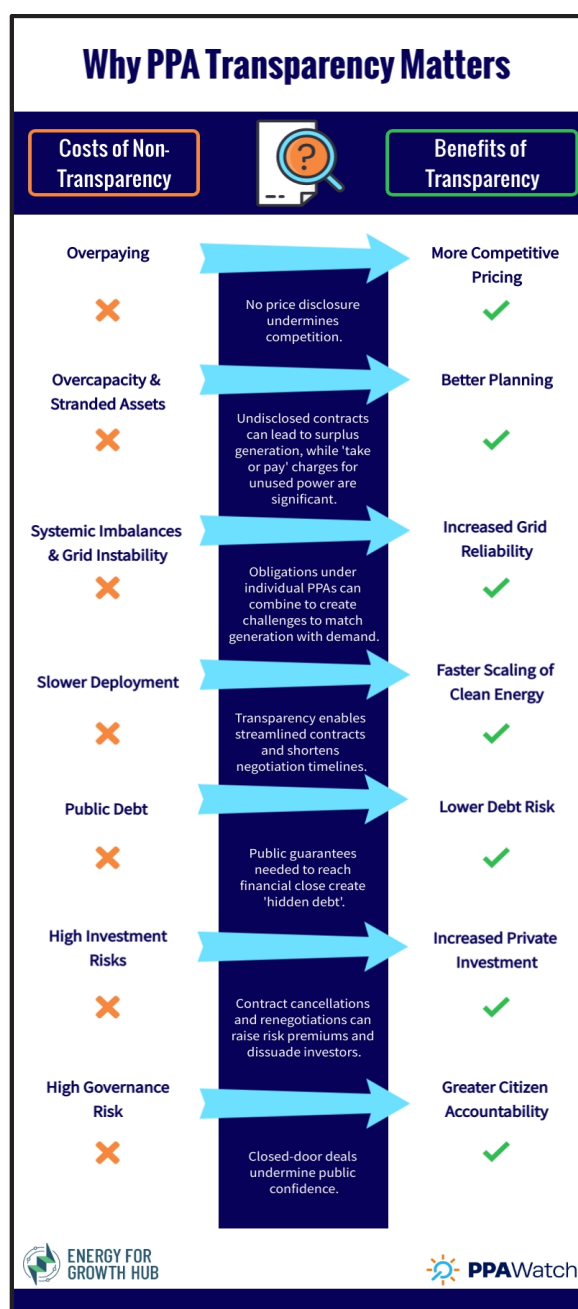 Why PPA Transparency Matters
Costs of Non-
Transparency
?
Benefits of
Transparency
Overpaying
More Competitive
Pricing
No price disclosure
undermines
competition.
Overcapacity &
Stranded Assets
Better Planning
Undisclosed contracts
can lead to surplus
generation, while 'take
or pay' charges for
unused power are
significant.
Systemic Imbalances
& Grid Instability
Increased Grid
Reliability
Obligations under
individual PPAs can
combine to create
challenges to match
generation with demand.
Slower Deployment
Faster Scaling of
Clean Energy
Transparency enables
streamlined contracts
and shortens
negotiation timelines.
Public Debt
Lower Debt Risk
Public guarantees
needed to reach
financial close create
'hidden debt'.
High Investment
Risks
Increased Private
Investment
Contract cancellations
and renegotiations can
raise risk premiums and
dissuade investors.
High Governance
Risk
Greater Citizen
Accountability
Closed-door deals
undermine public
confidence.
ENERGY FOR
GROWTH HUB
PPAWatch